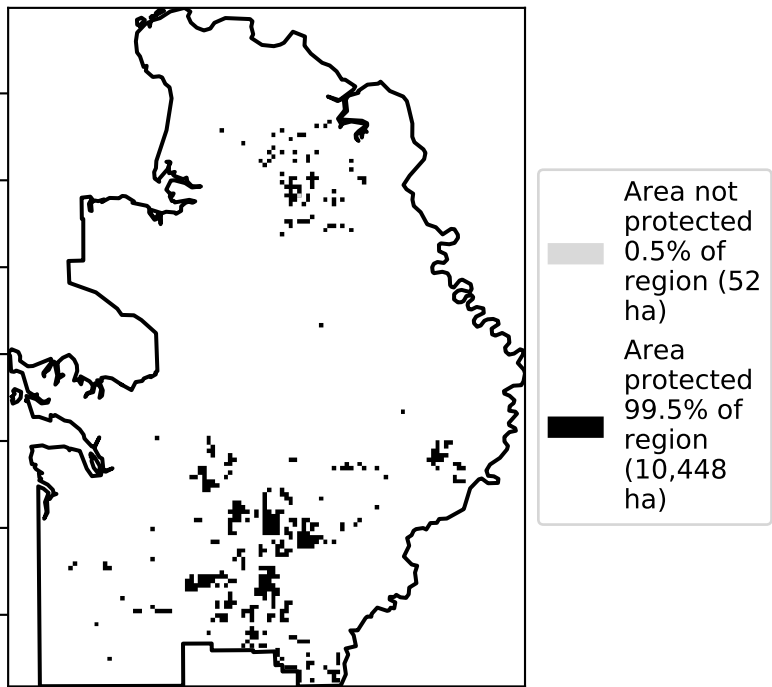 Area not
protected
0.5% of
region (52
ha)
Area
protected
99.5% of
region
(10,448
ha)